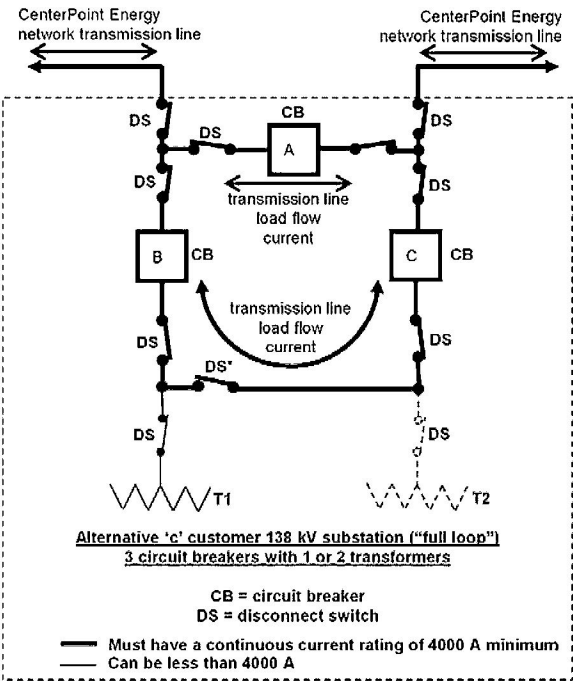 CenterPoint Energy
network transmission line
CenterPoint Energy
network transmission line
DS
DS
CB
A
DS
DS
DS
transmission line
load flow
current
B
CB
C
CB
transmission line
load flow
current
DS
DS*
DS
DS
DS
T1
T2
Alternative ‘c’ customer 138 kV substation (“full loop”)
3 circuit breakers with 1 or 2 transformers
CB = circuit breaker
DS = disconnect switch
Must have a continuous current rating of 4000 A minimum
Can be less than 4000 A